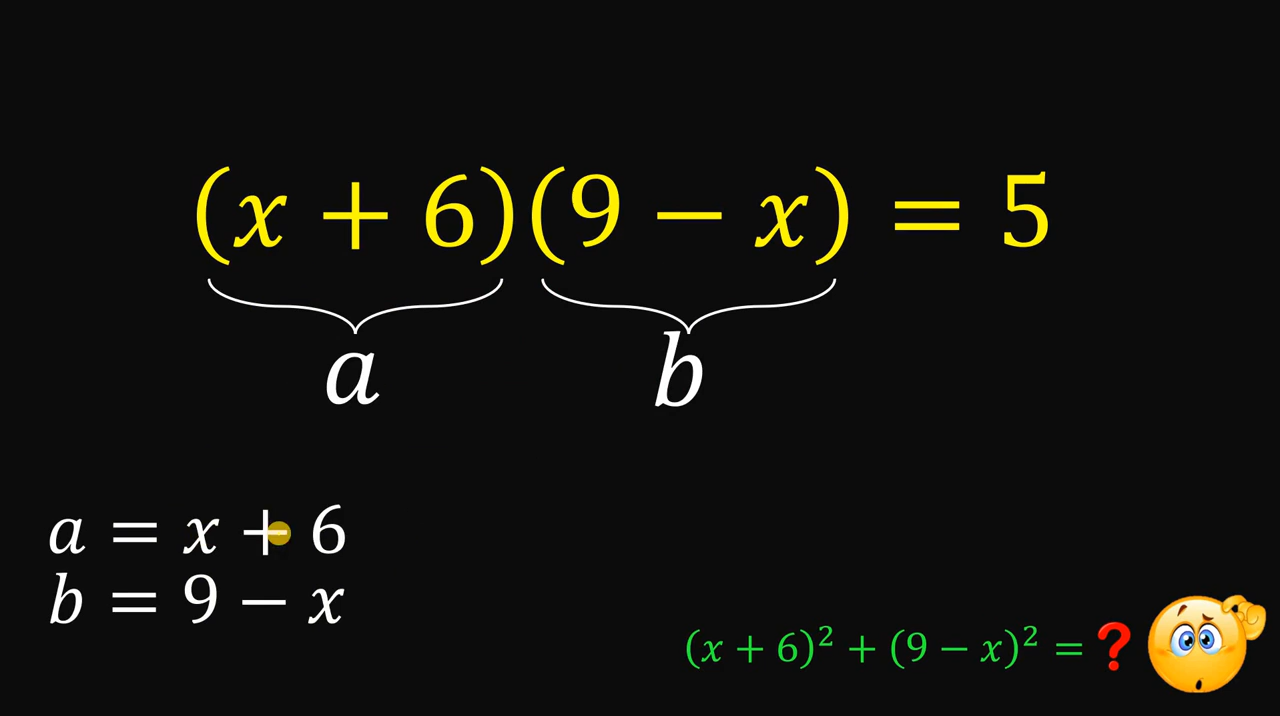 (x + 6)(9 − x) = 5
a b
a = x + 6
b = 9 − x
(x + 6)² + (9 − x)² = ❓